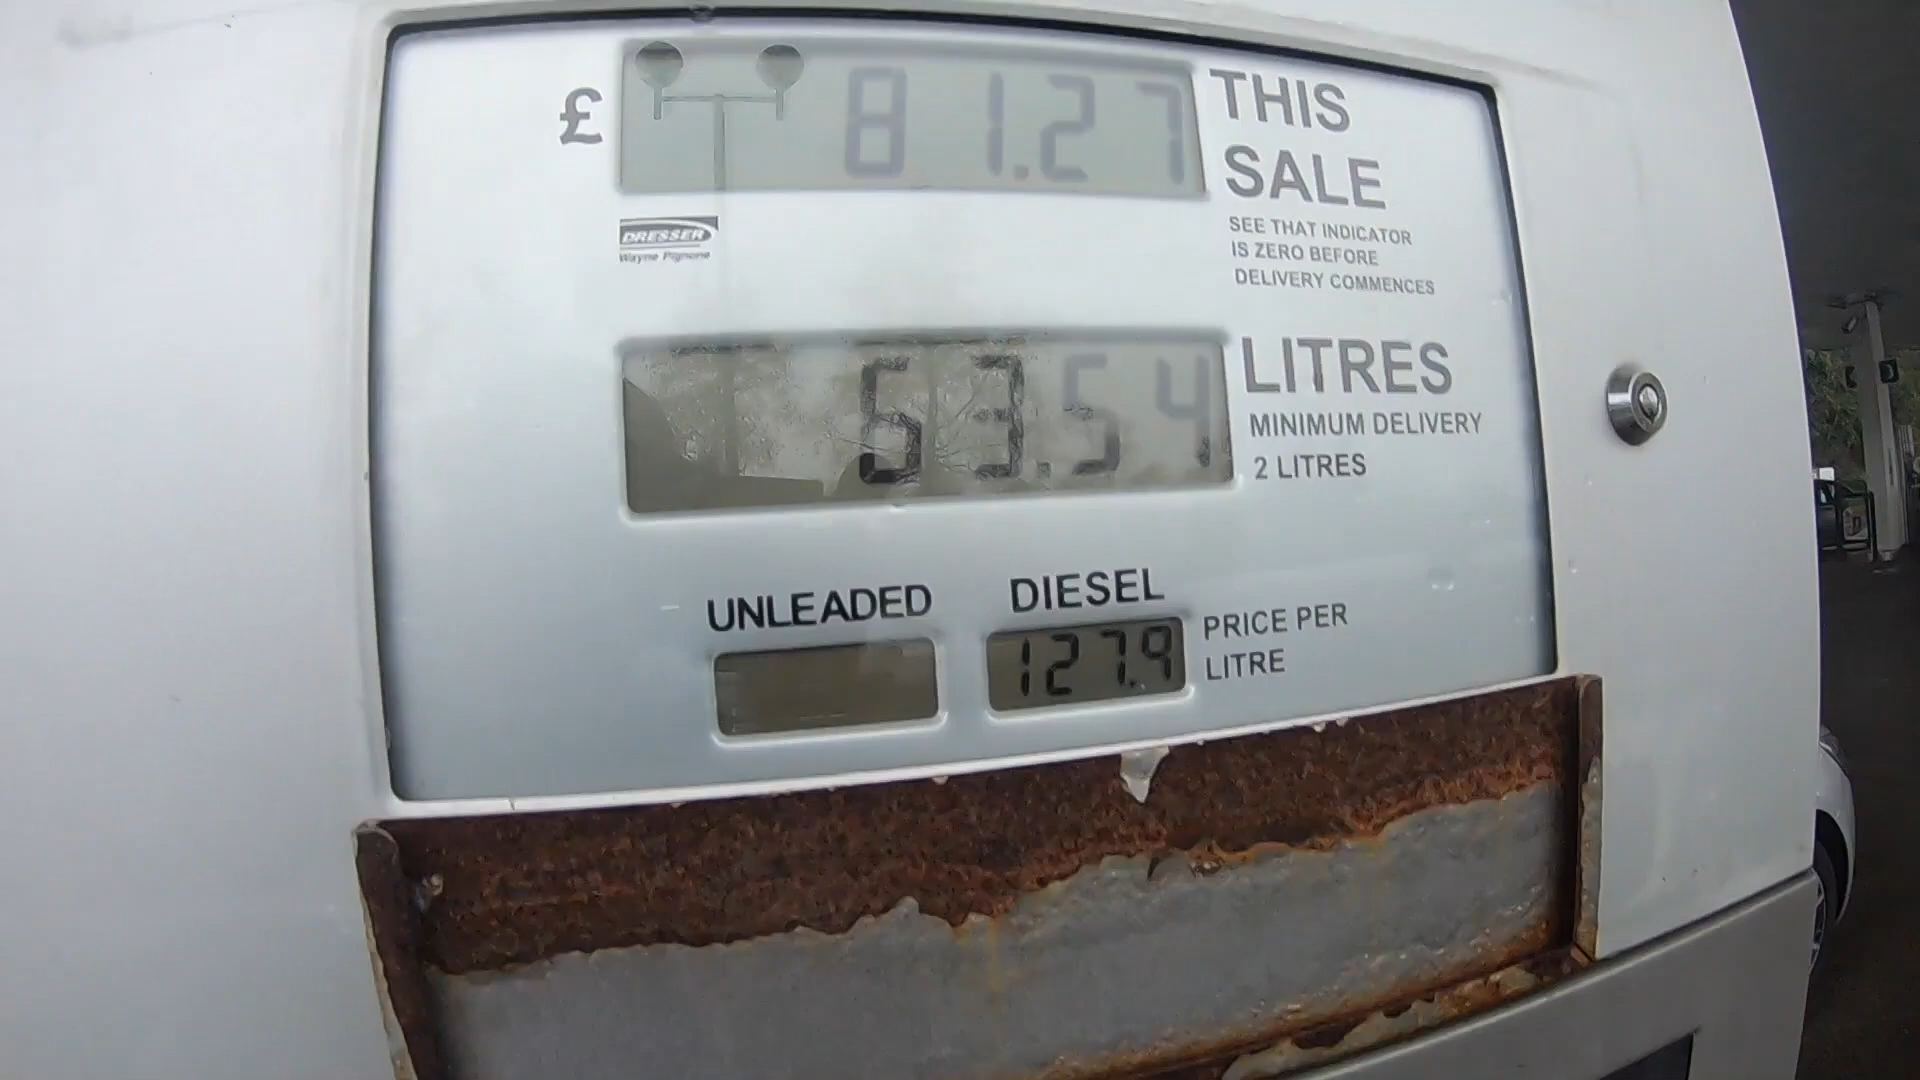 £ 81.27 THIS
SALE
SEE THAT INDICATOR
IS ZERO BEFORE
DELIVERY COMMENCES
DRESSER
Wayne Pignone
63.54 LITRES
MINIMUM DELIVERY
2 LITRES
UNLEADED DIESEL
127.9 PRICE PER
LITRE